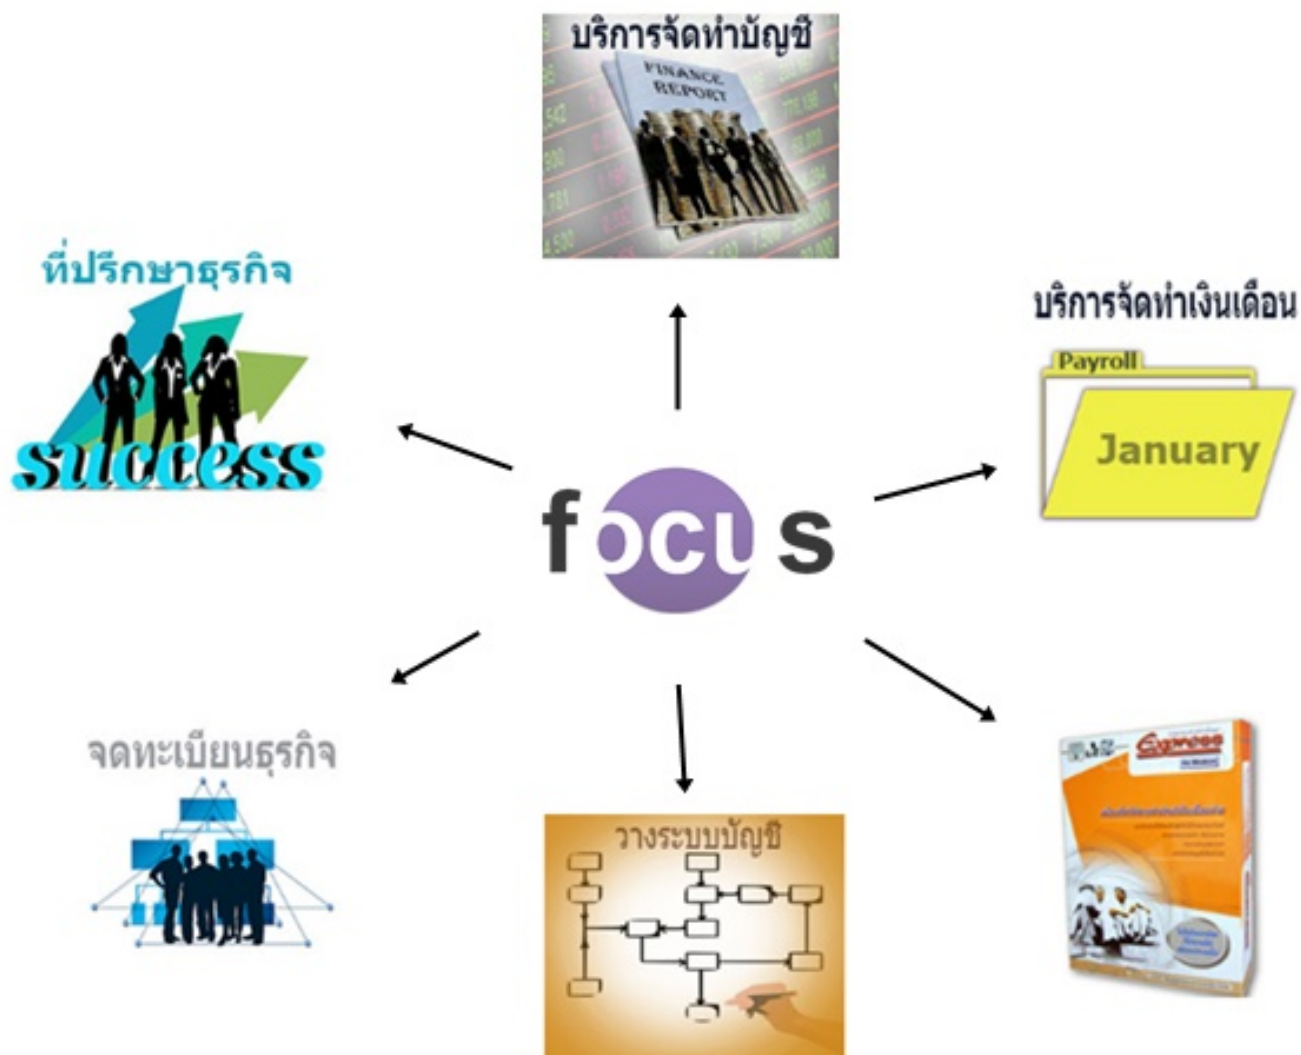 บริการจัดทำบัญชี
FINANCE
REPORT
ที่ปรึกษาธุรกิจ
success
บริการจัดทำเงินเดือน
Payroll
January
focus
จดทะเบียนธุรกิจ
วางระบบบัญชี
Express